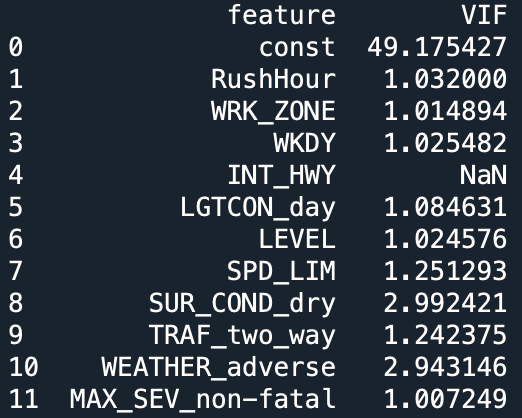 feature VIF
0 const 49.175427
1 RushHour 1.032000
2 WRK_ZONE 1.014894
3 WKDY 1.025482
4 INT_HWY NaN
5 LGTCON_day 1.084631
6 LEVEL 1.024576
7 SPD_LIM 1.251293
8 SUR_COND_dry 2.992421
9 TRAF_two_way 1.242375
10 WEATHER_adverse 2.943146
11 MAX_SEV_non-fatal 1.007249